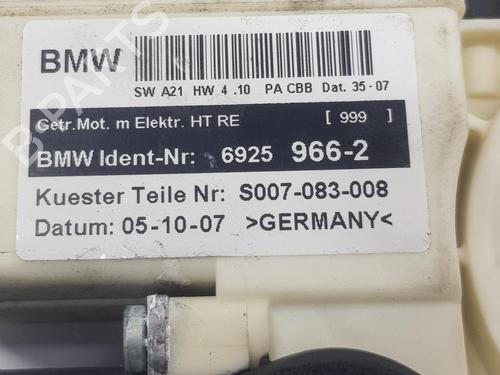 BMW
SW A21 HW 4 .10 PA CBB Dat. 35-07
Getr.Mot. m Elektr. HT RE [ 999 ]
BMW Ident-Nr: 6925 966-2
Kuester Teile Nr: S007-083-008
Datum: 05-10-07 >GERMANY<
B-PARTS